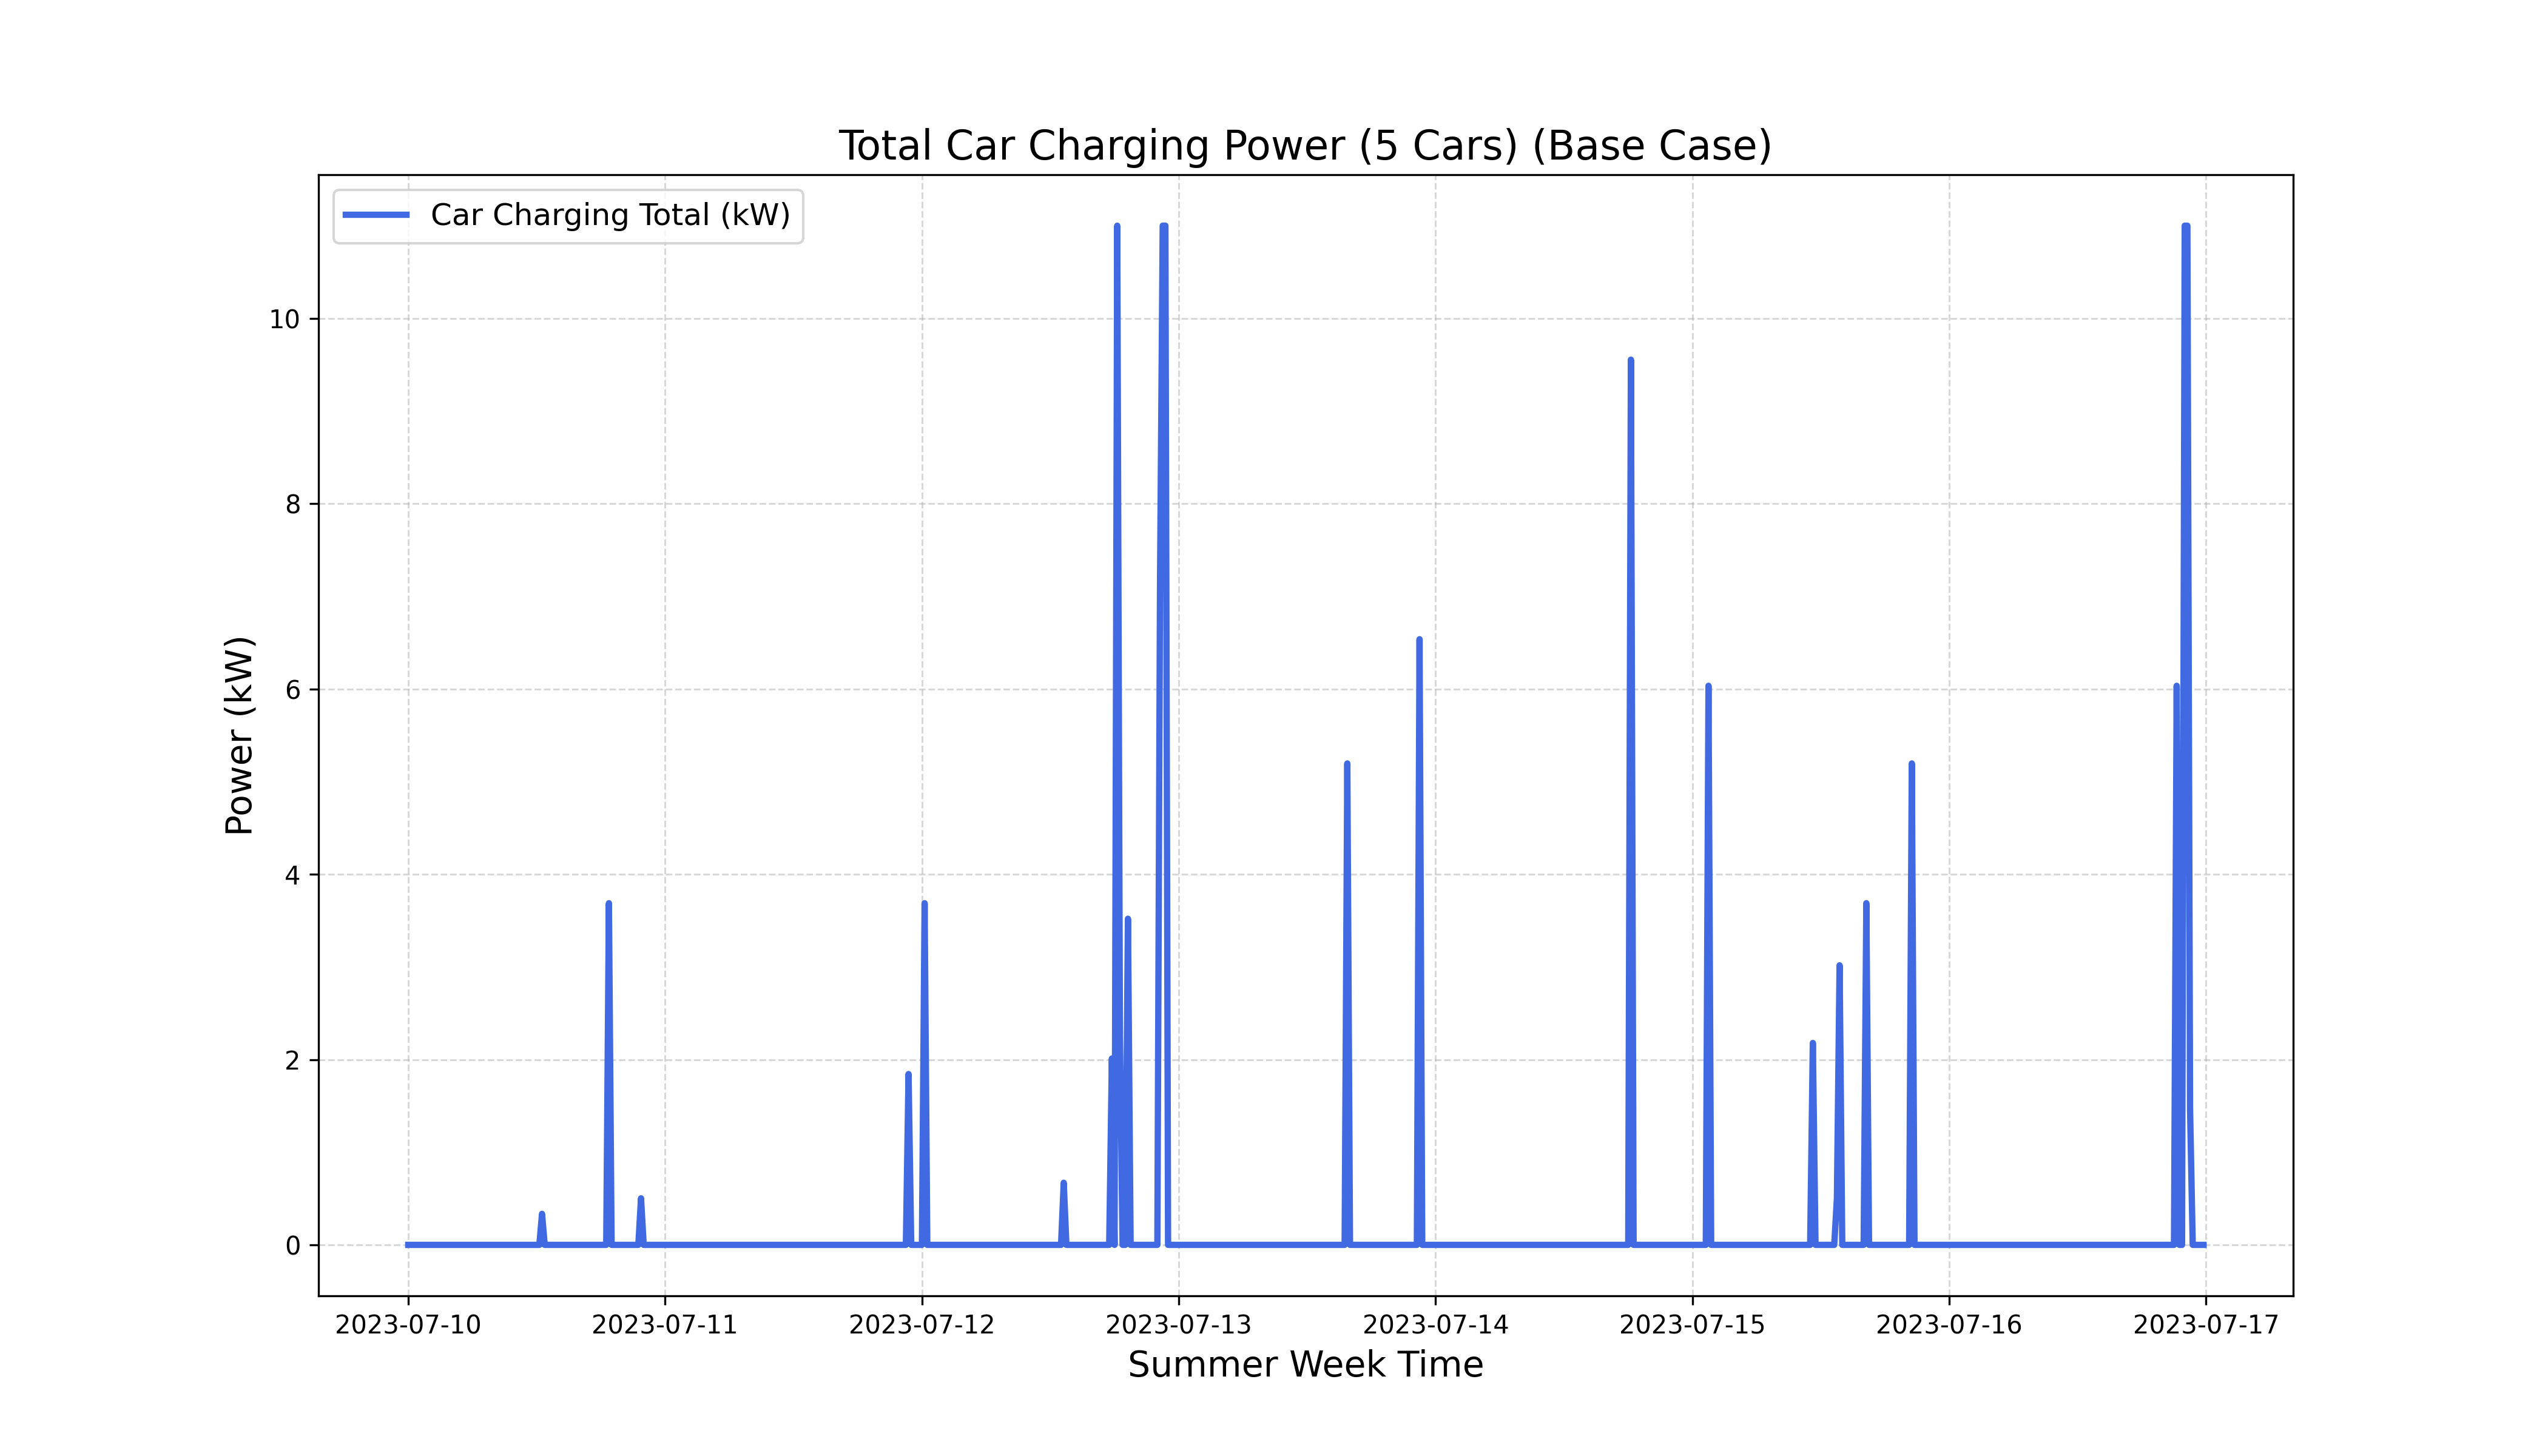 Total Car Charging Power (5 Cars) (Base Case)
Car Charging Total (kW)
Power (kW)
10
8
6
4
2
0
2023-07-10 2023-07-11 2023-07-12 2023-07-13 2023-07-14 2023-07-15 2023-07-16 2023-07-17
Summer Week Time